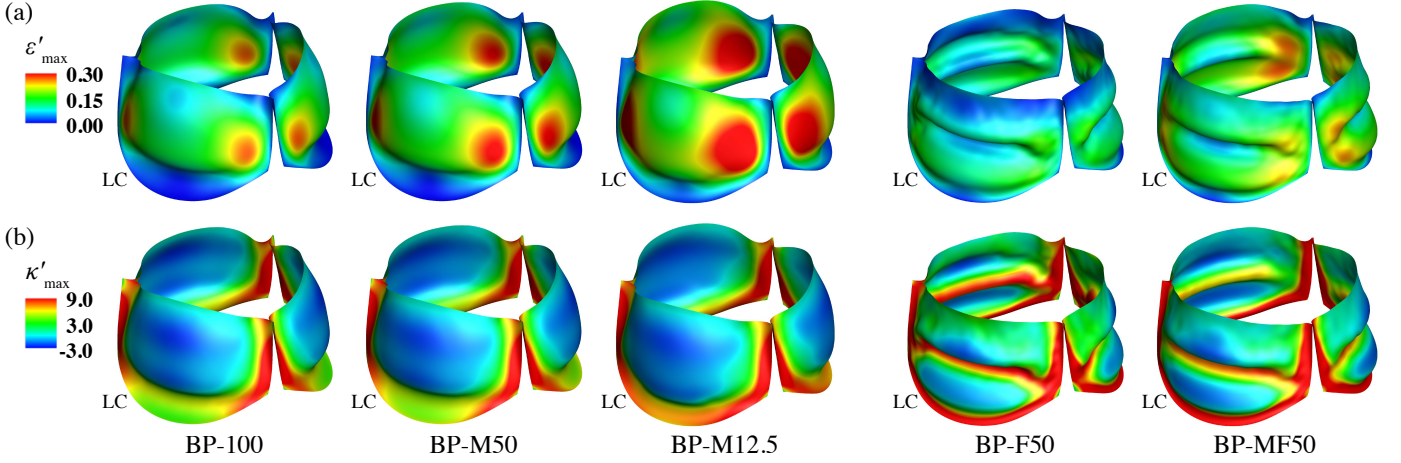 (a)
ε′max
0.30
0.15
0.00
LC LC LC LC LC
(b)
κ′max
9.0
3.0
-3.0
LC LC LC LC LC
BP-100 BP-M50 BP-M12.5 BP-F50 BP-MF50